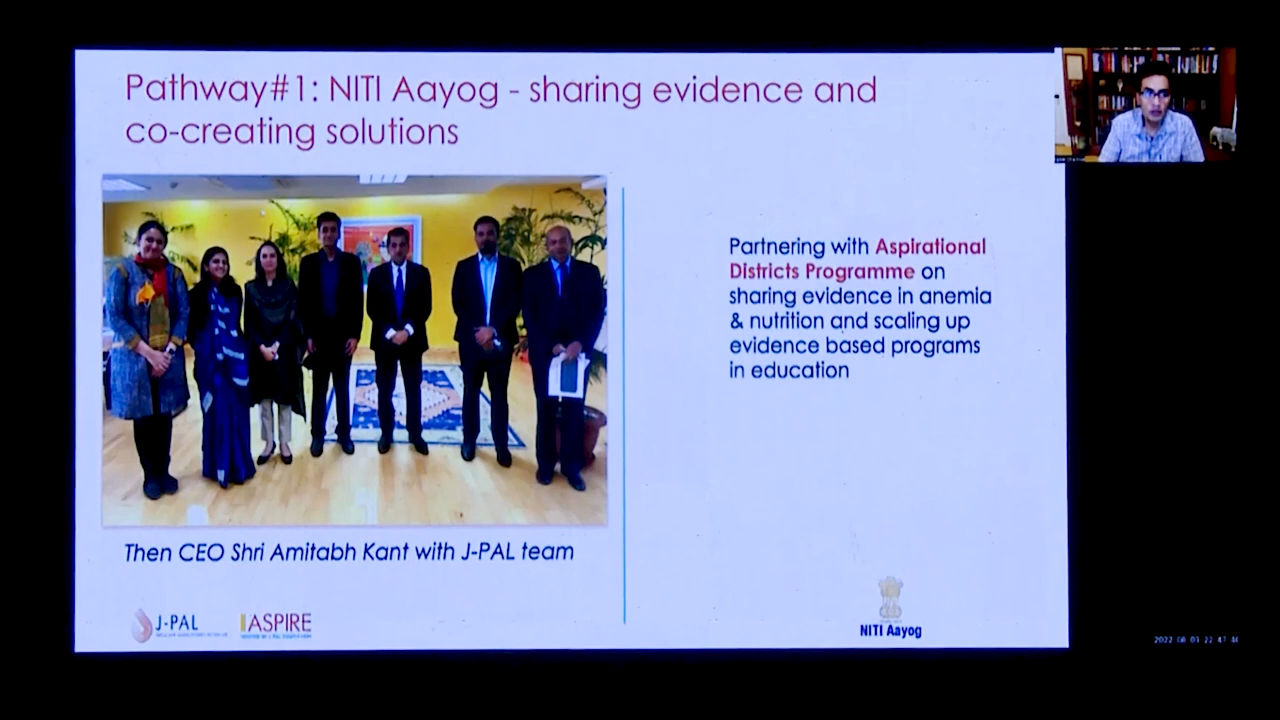 Pathway#1: NITI Aayog - sharing evidence and
co-creating solutions
Partnering with Aspirational
Districts Programme on
sharing evidence in anemia
& nutrition and scaling up
evidence based programs
in education
Then CEO Shri Amitabh Kant with J-PAL team
J-PAL
ASPIRE
NITI Aayog